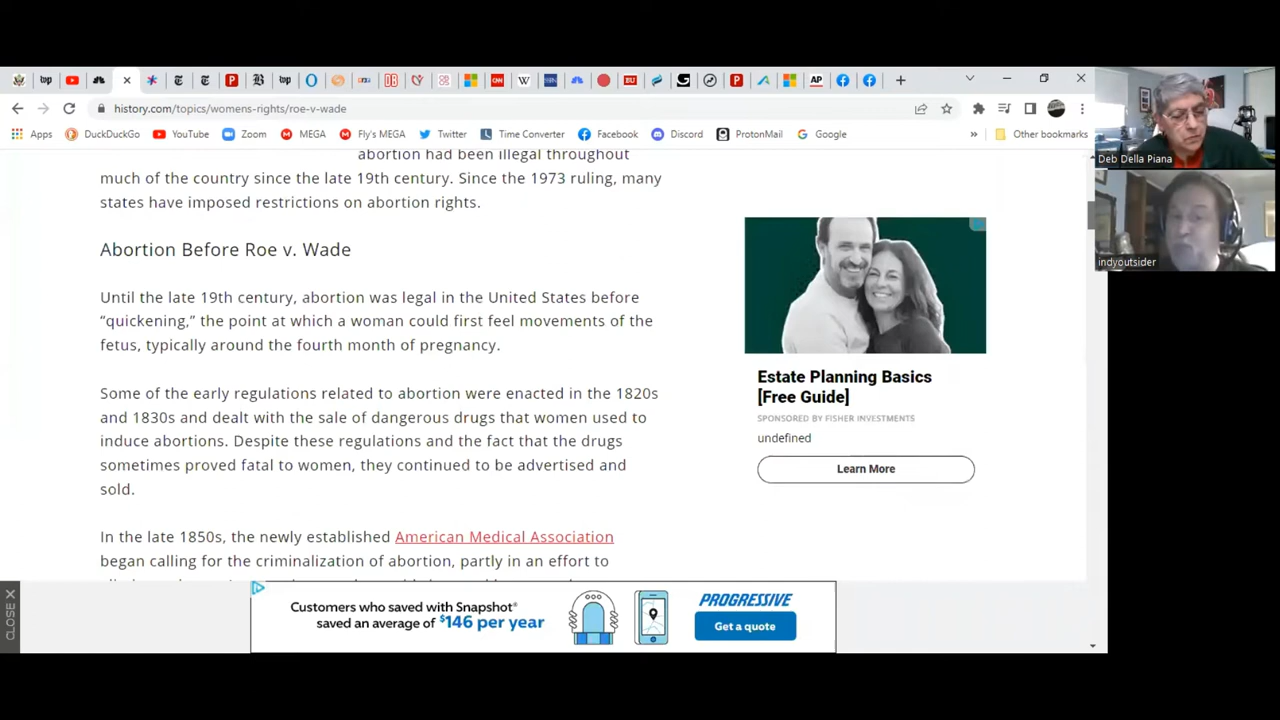 history.com/topics/womens-rights/roe-v-wade
Apps
DuckDuckGo
YouTube
Zoom
MEGA
Fly's MEGA
Twitter
Time Converter
Facebook
Discord
ProtonMail
Google
»
Other bookmarks
Deb Della Piana
indyoutsider
abortion had been illegal throughout
much of the country since the late 19th century. Since the 1973 ruling, many
states have imposed restrictions on abortion rights.
Abortion Before Roe v. Wade
Until the late 19th century, abortion was legal in the United States before
“quickening,” the point at which a woman could first feel movements of the
fetus, typically around the fourth month of pregnancy.
Some of the early regulations related to abortion were enacted in the 1820s
and 1830s and dealt with the sale of dangerous drugs that women used to
induce abortions. Despite these regulations and the fact that the drugs
sometimes proved fatal to women, they continued to be advertised and
sold.
In the late 1850s, the newly established American Medical Association
began calling for the criminalization of abortion, partly in an effort to
Estate Planning Basics
[Free Guide]
SPONSORED BY FISHER INVESTMENTS
undefined
Learn More
CLOSE X
Customers who saved with Snapshot®
saved an average of $146 per year
PROGRESSIVE
Get a quote